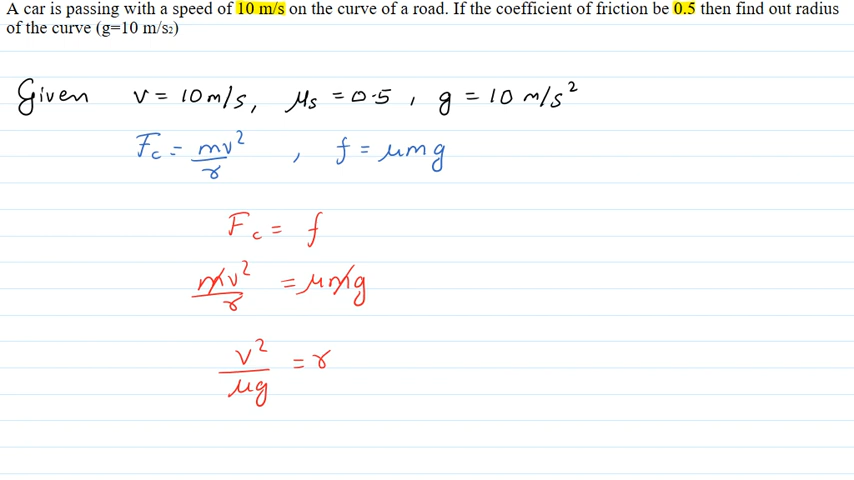 A car is passing with a speed of 10 m/s on the curve of a road. If the coefficient of friction be 0.5 then find out radius
of the curve (g=10 m/s2)
Given v = 10 m/s, μs = 0.5 , g = 10 m/s²
Fc = mv²/r , f = μmg
Fc = f
mv²/r = μmg
v²/μg = r